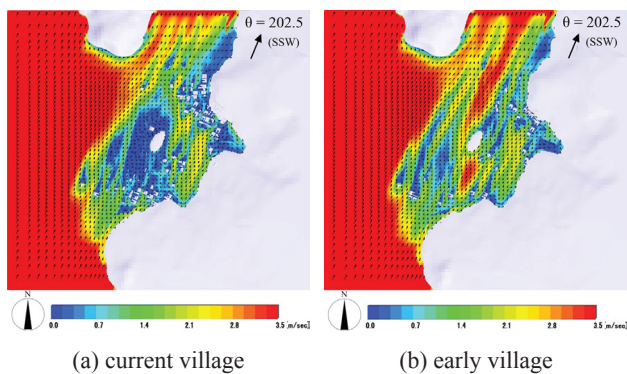 θ = 202.5
(SSW)
N
0.0 0.7 1.4 2.1 2.8 3.5 [m/sec]
(a) current village
θ = 202.5
(SSW)
N
0.0 0.7 1.4 2.1 2.8 3.5 [m/sec]
(b) early village